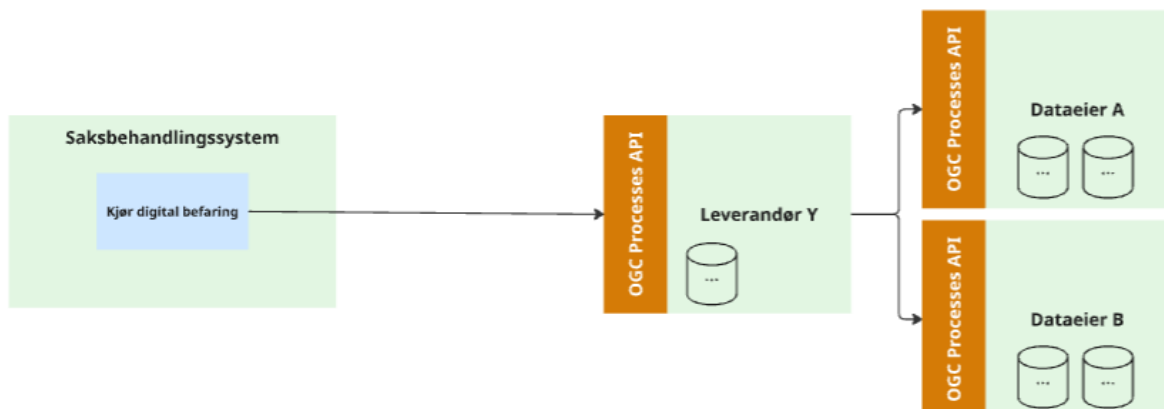 Saksbehandlingssystem
Kjør digital befaring
OGC Processes API
Leverandør Y
...
OGC Processes API
Dataeier A
... ...
OGC Processes API
Dataeier B
... ...